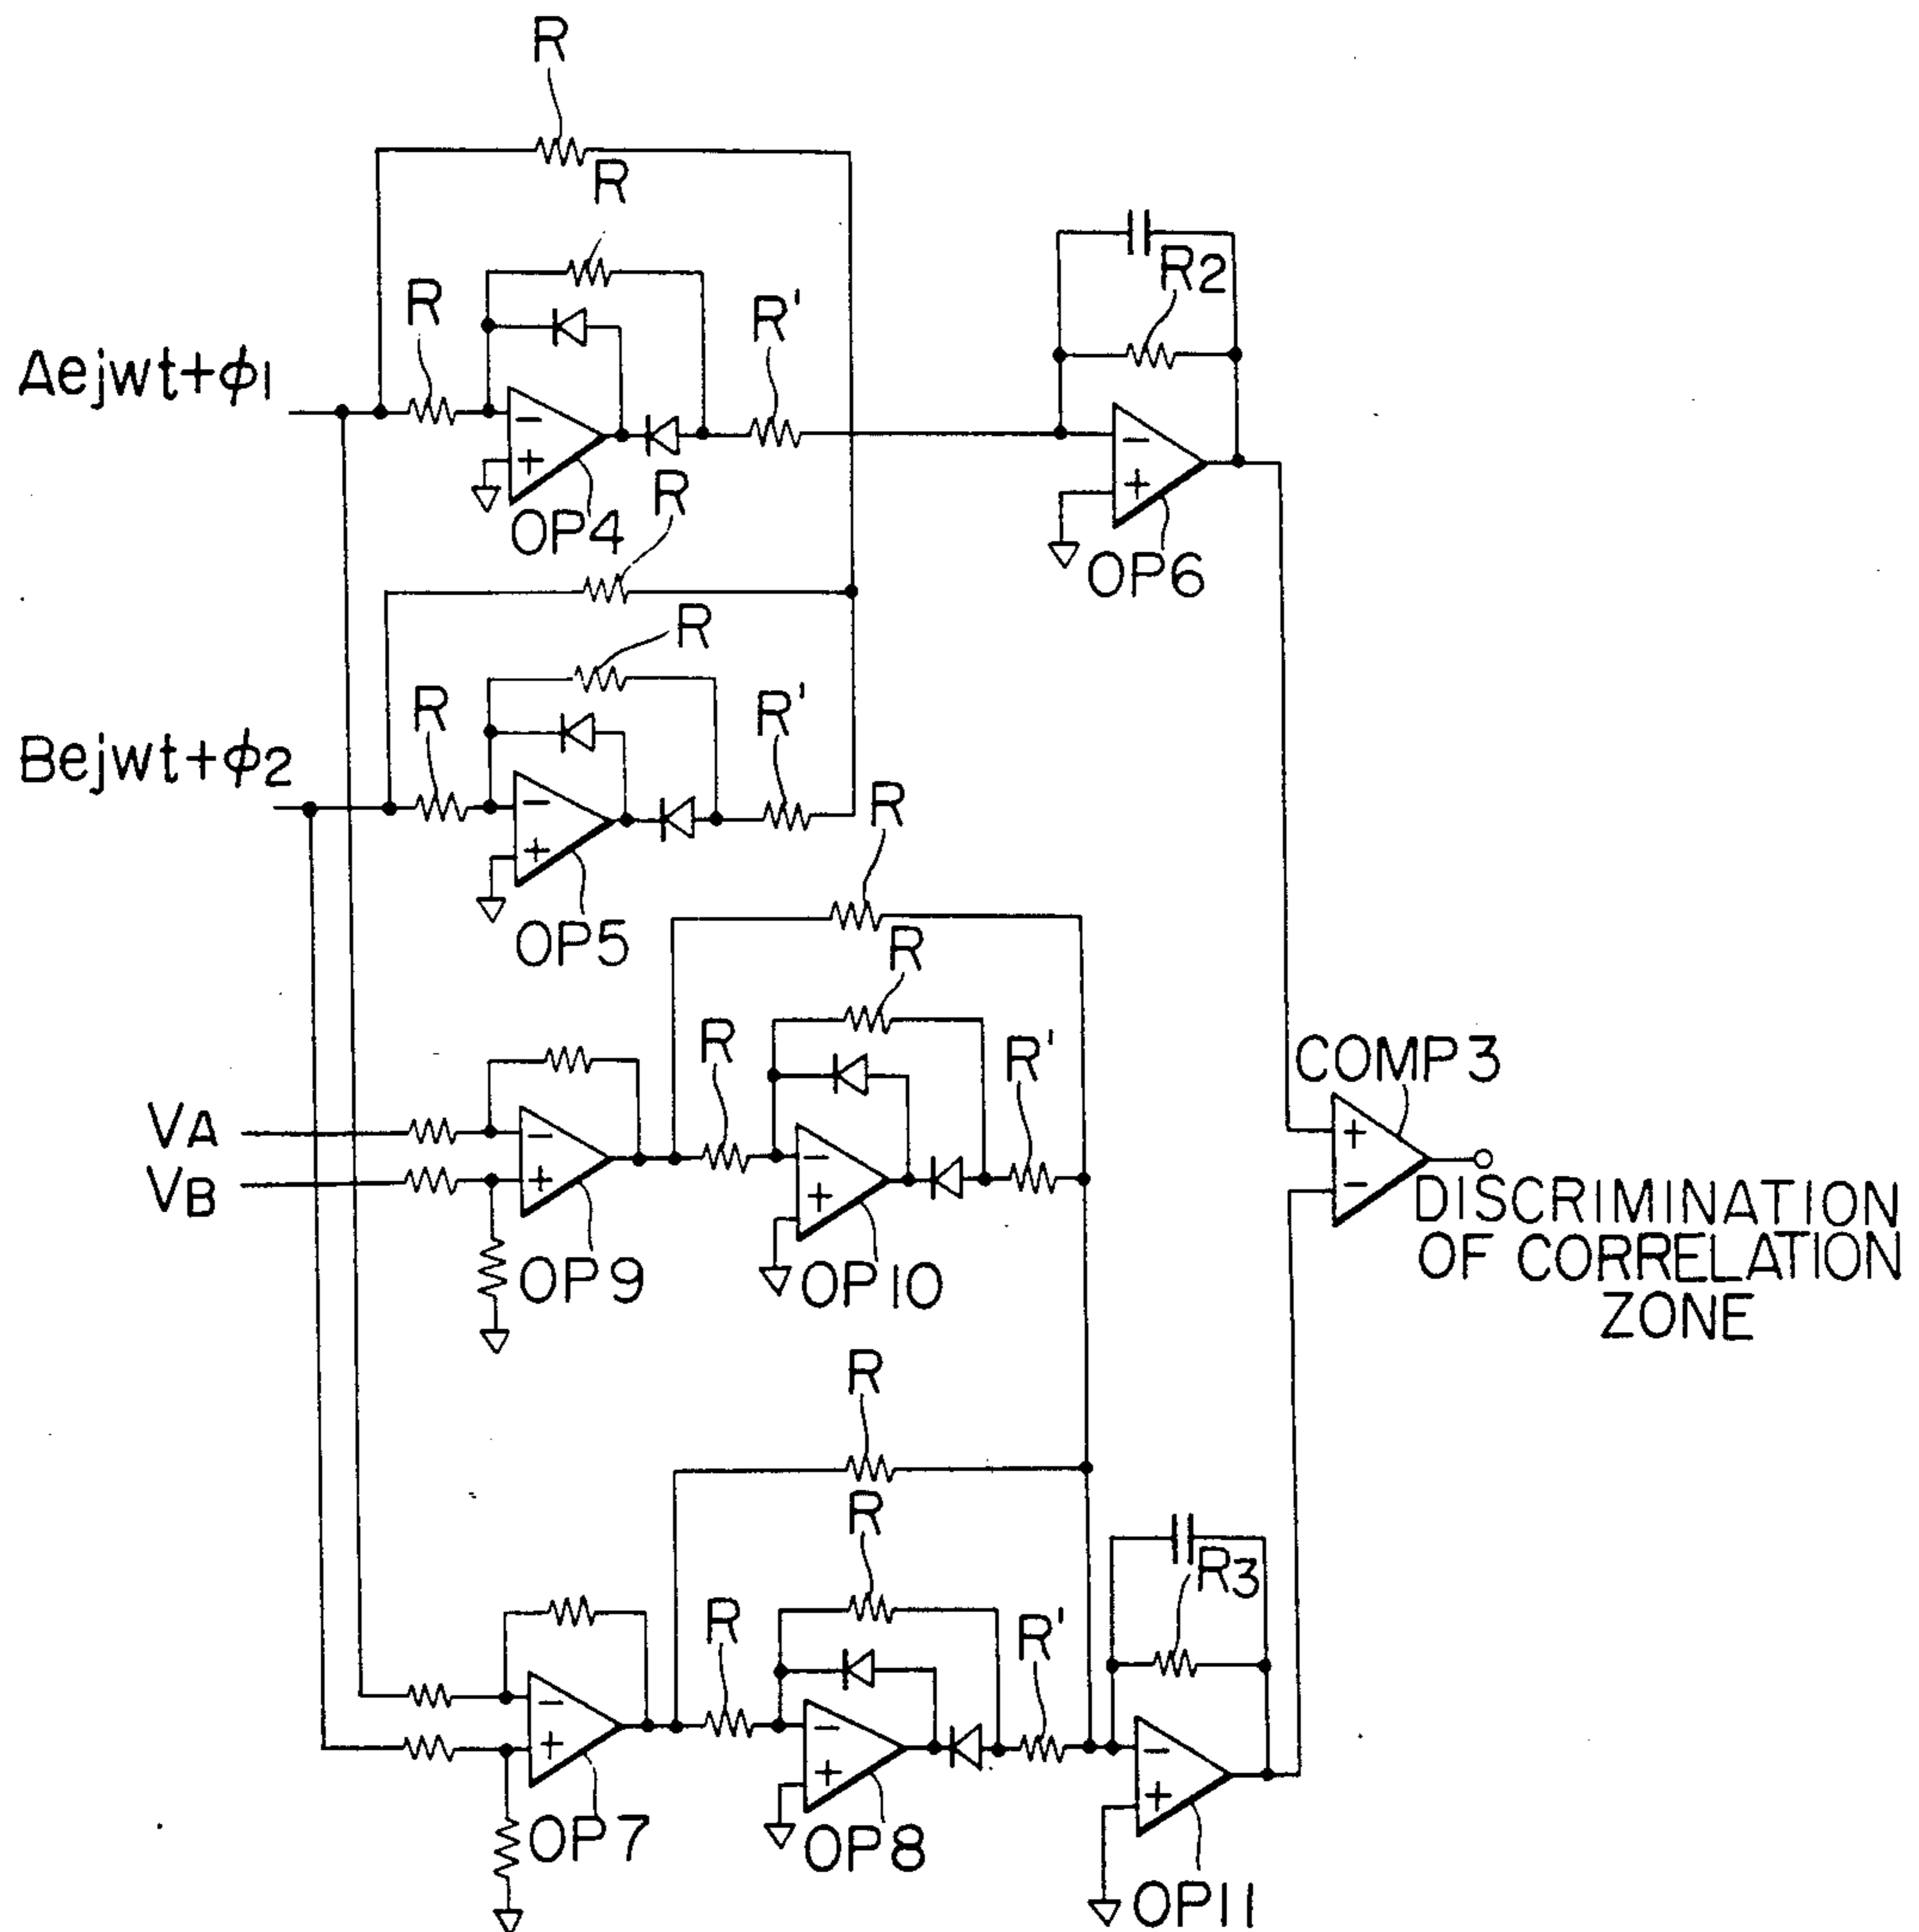 R
R
R
R'
R2
Aejwt+ϕ1
-
+
OP4
-
+
OP6
R
R
R
R'
Bejwt+ϕ2
-
+
OP5
R
R
R
R'
COMP3
VA
VB
-
+
OP9
-
+
OP10
+
-
DISCRIMINATION
OF CORRELATION
ZONE
R
R
R
R'
R3
-
+
OP7
-
+
OP8
-
+
OP11